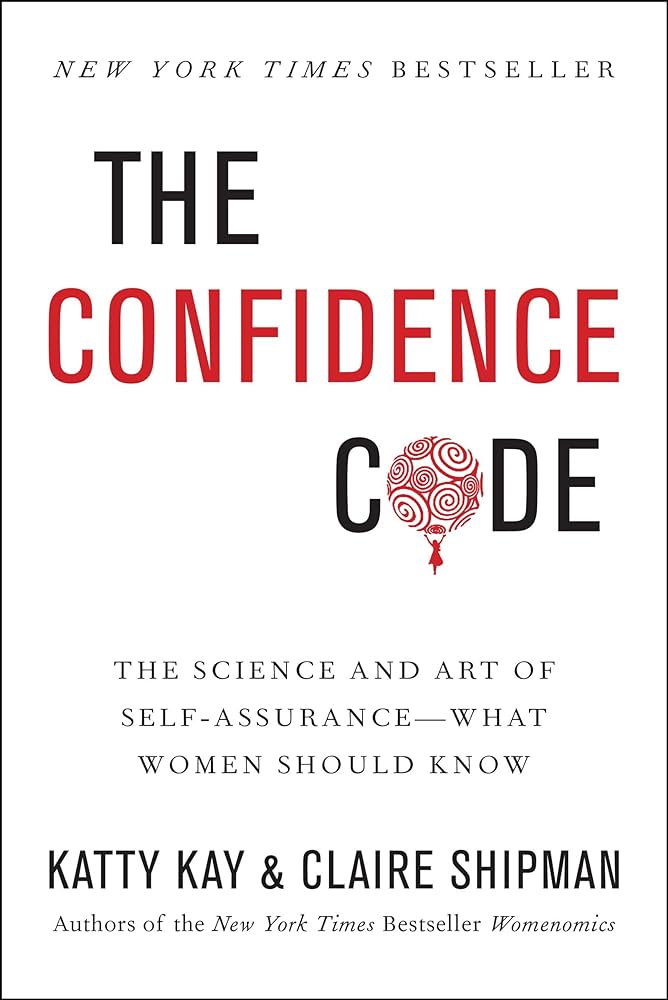 NEW YORK TIMES BESTSELLER
THE
CONFIDENCE
CODE
THE SCIENCE AND ART OF
SELF-ASSURANCE—WHAT
WOMEN SHOULD KNOW
KATTY KAY & CLAIRE SHIPMAN
Authors of the New York Times Bestseller Womenomics